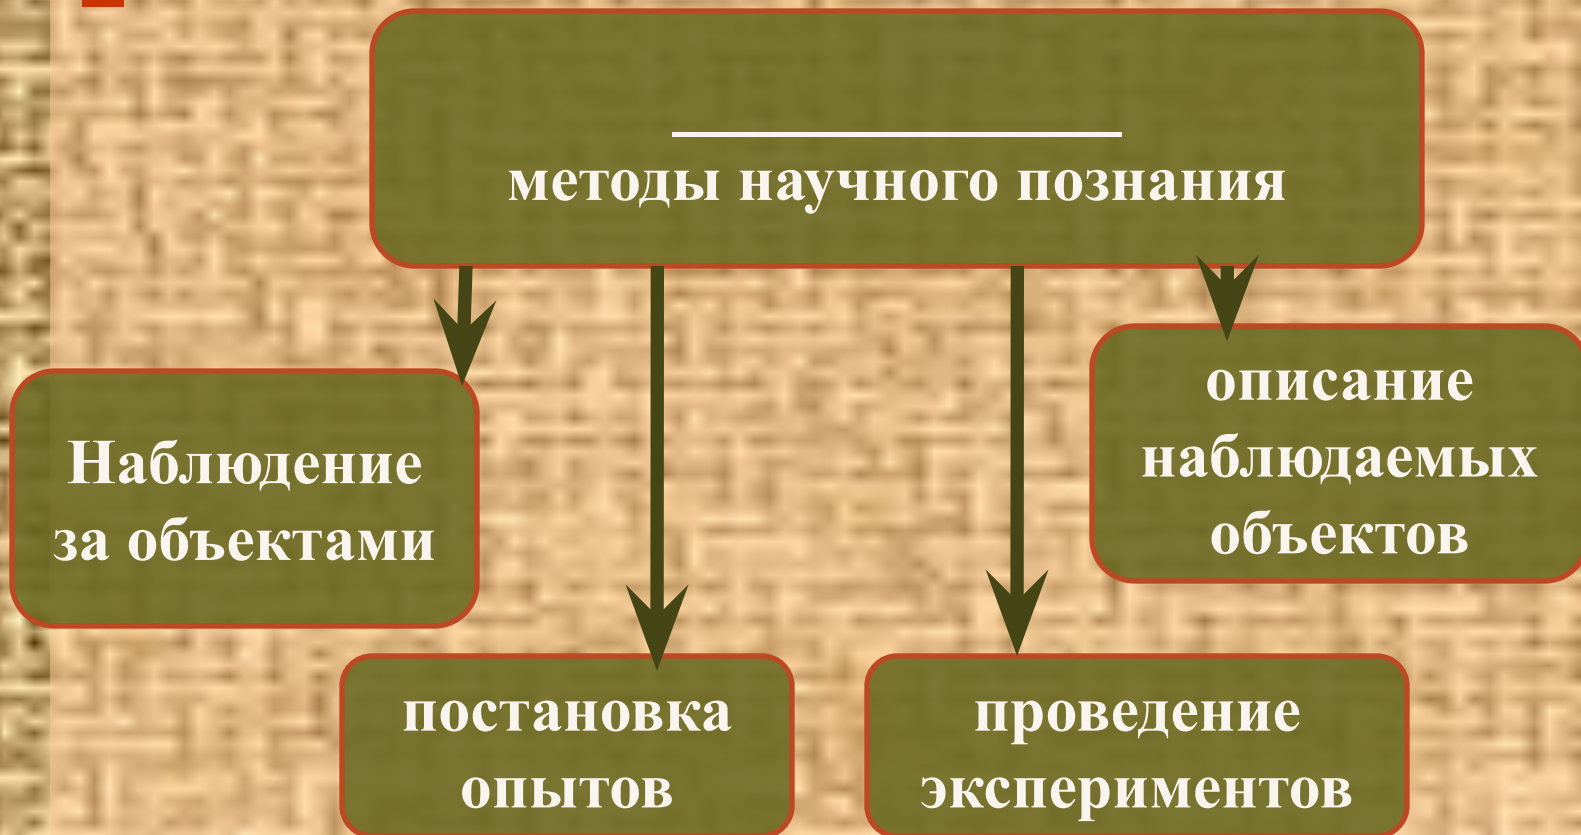 методы научного познания
Наблюдение
за объектами
постановка
опытов
проведение
экспериментов
описание
наблюдаемых
объектов